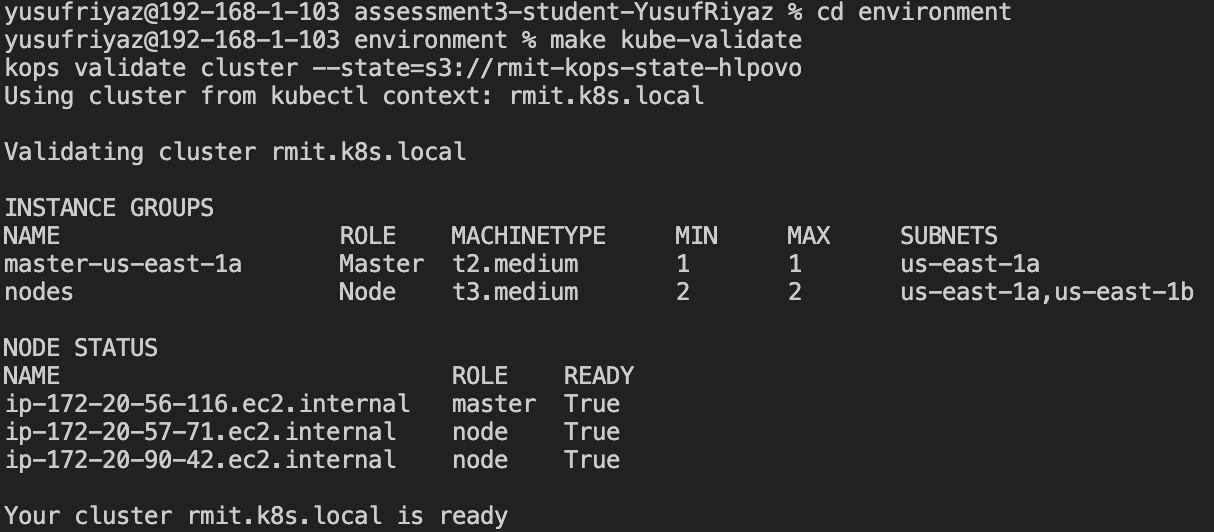 yusufriyaz@192-168-1-103 assessment3-student-YusufRiyaz % cd environment
yusufriyaz@192-168-1-103 environment % make kube-validate
kops validate cluster --state=s3://rmit-kops-state-hlpovo
Using cluster from kubectl context: rmit.k8s.local
Validating cluster rmit.k8s.local
INSTANCE GROUPS
NAME ROLE MACHINETYPE MIN MAX SUBNETS
master-us-east-1a Master t2.medium 1 1 us-east-1a
nodes Node t3.medium 2 2 us-east-1a,us-east-1b
NODE STATUS
NAME ROLE READY
ip-172-20-56-116.ec2.internal master True
ip-172-20-57-71.ec2.internal node True
ip-172-20-90-42.ec2.internal node True
Your cluster rmit.k8s.local is ready